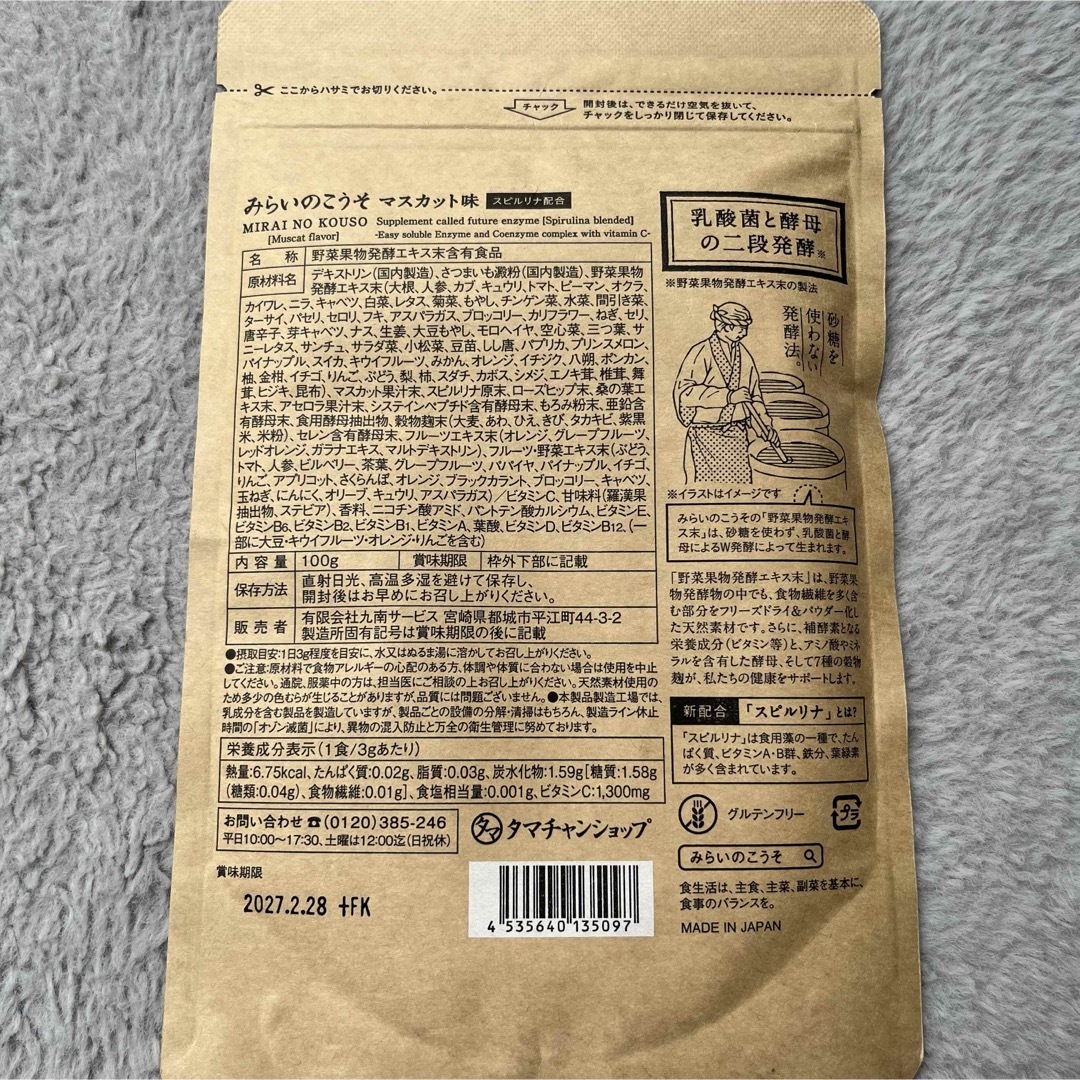 ここからハサミでお切りください。
チャック
開封後は、できるだけ空気を抜いて、
チャックをしっかり閉じて保存してください。
みらいのこうそ マスカット味 スピルリナ配合
MIRAI NO KOUSO Supplement called future enzyme [Spirulina blended]
[Muscat flavor] -Easy soluble Enzyme and Coenzyme complex with vitamin C-
名 称 野菜果物発酵エキス末含有食品
原材料名 デキストリン(国内製造)、さつまいも澱粉(国内製造)、野菜果物
発酵エキス末(大根、人参、カブ、キュウリ、トマト、ピーマン、オクラ、
カイワレ、ニラ、キャベツ、白菜、レタス、菊菜、もやし、チンゲン菜、水菜、間引き菜、
ターサイ、パセリ、セロリ、フキ、アスパラガス、ブロッコリー、カリフラワー、ねぎ、セリ、
唐辛子、芽キャベツ、ナス、生姜、大豆もやし、モロヘイヤ、空心菜、三つ葉、サ
ニーレタス、サンチュ、サラダ菜、小松菜、豆苗、しし唐、パプリカ、プリンスメロン、
パイナップル、スイカ、キウイフルーツ、みかん、オレンジ、イチジク、八朔、ポンカン、
柚、金柑、イチゴ、りんご、ぶどう、梨、柿、スダチ、カボス、シメジ、エノキ茸、椎茸、舞
茸、ヒジキ、昆布)、マスカット果汁末、スピルリナ原末、ローズヒップ末、桑の葉エ
キス末、アセロラ果汁末、システインペプチド含有酵母末、もろみ粉末、亜鉛含
有酵母末、食用酵母抽出物、穀物麹末(大麦、あわ、ひえ、きび、タカキビ、紫黒
米、米粉)、セレン含有酵母末、フルーツエキス末(オレンジ、グレープフルーツ、
レッドオレンジ、ガラナエキス、マルトデキストリン)、フルーツ・野菜エキス末(ぶどう、
トマト、人参、ビルベリー、茶葉、グレープフルーツ、パパイヤ、パイナップル、イチゴ、
りんご、アプリコット、さくらんぼ、オレンジ、ブラックカラント、ブロッコリー、キャベツ、
玉ねぎ、にんにく、オリーブ、キュウリ、アスパラガス)/ビタミンC、甘味料(羅漢果
抽出物、ステビア)、香料、ニコチン酸アミド、パントテン酸カルシウム、ビタミンE、
ビタミンB6、ビタミンB2、ビタミンB1、ビタミンA、葉酸、ビタミンD、ビタミンB12、(一
部に大豆・キウイフルーツ・オレンジ・りんごを含む)
内 容 量 100g 賞味期限 枠外下部に記載
保存方法 直射日光、高温多湿を避けて保存し、
開封後はお早めにお召し上がりください。
販 売 者 有限会社九南サービス 宮崎県都城市平江町44-3-2
製造所固有記号は賞味期限の後に記載
●摂取目安:1日3g程度を目安に、水又はぬるま湯に溶かしてお召し上がりください。
●ご注意:原材料で食物アレルギーの心配のある方、体調や体質に合わない場合は使用を中止
してください。通院、服薬中の方は、担当医にご相談の上お召し上がりください。天然素材使用の
ため多少の色むらが生じることがありますが、品質には問題ございません。●本製品製造工場では、
乳成分を含む製品を製造していますが、製品ごとの設備の分解・清掃はもちろん、製造ライン休止
時間の「オゾン滅菌」により、異物の混入防止と万全の衛生管理に努めております。
栄養成分表示(1食/3gあたり)
熱量:6.75kcal、たんぱく質:0.02g、脂質:0.03g、炭水化物:1.59g[糖質:1.58g
(糖類:0.04g)、食物繊維:0.01g]、食塩相当量:0.001g、ビタミンC:1,300mg
お問い合わせ ☎(0120)385-246
平日10:00〜17:30、土曜は12:00迄(日祝休)
タマ タマチャンショップ
賞味期限
2027.2.28 +FK
4 535640 135097
乳酸菌と酵母
の二段発酵※
※野菜果物発酵エキス末の製法
砂糖を
使わない
発酵法。
※イラストはイメージです
みらいのこうその「野菜果物発酵エキ
ス末」は、砂糖を使わず、乳酸菌と酵
母によるW発酵によって生まれます。
「野菜果物発酵エキス末」は、野菜果
物発酵物の中でも、食物繊維を多く含
む部分をフリーズドライ&パウダー化し
た天然素材です。さらに、補酵素となる
栄養成分(ビタミン等)と、アミノ酸やミネ
ラルを含有した酵母、そして7種の穀物
麹が、私たちの健康をサポートします。
新配合 「スピルリナ」とは?
「スピルリナ」は食用藻の一種で、たん
ぱく質、ビタミンA・B群、鉄分、葉緑素
が多く含まれています。
グルテンフリー
プラ
みらいのこうそ
食生活は、主食、主菜、副菜を基本に、
食事のバランスを。
MADE IN JAPAN